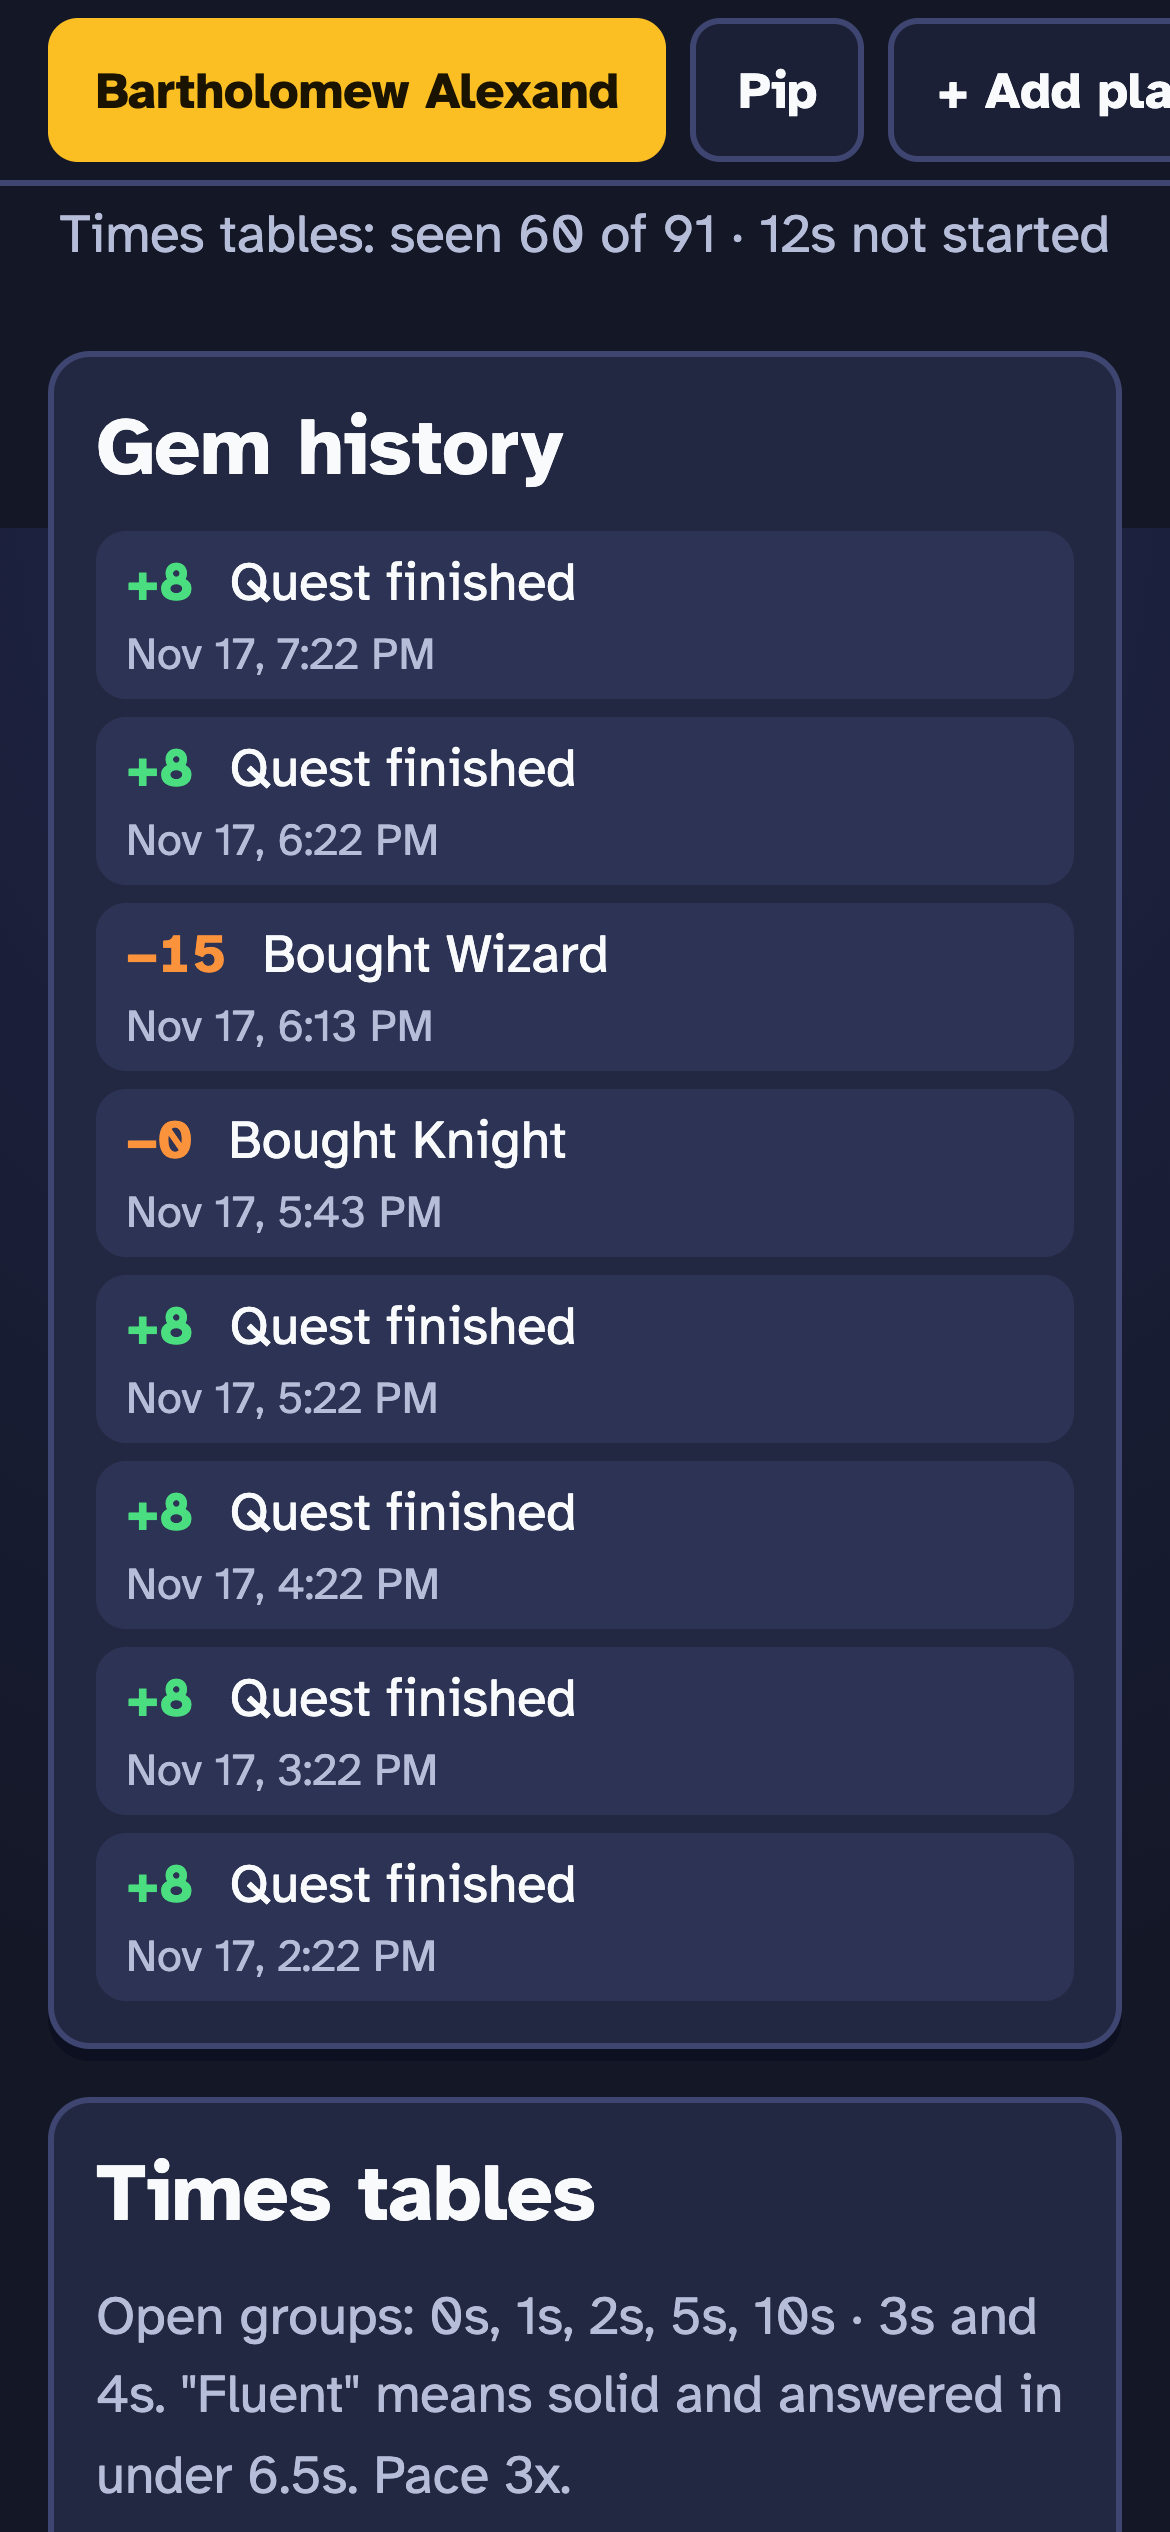 Bartholomew Alexand
Pip
+ Add pla
Times tables: seen 60 of 91 · 12s not started
Gem history
+8 Quest finished
Nov 17, 7:22 PM
+8 Quest finished
Nov 17, 6:22 PM
−15 Bought Wizard
Nov 17, 6:13 PM
−0 Bought Knight
Nov 17, 5:43 PM
+8 Quest finished
Nov 17, 5:22 PM
+8 Quest finished
Nov 17, 4:22 PM
+8 Quest finished
Nov 17, 3:22 PM
+8 Quest finished
Nov 17, 2:22 PM
Times tables
Open groups: 0s, 1s, 2s, 5s, 10s · 3s and
4s. "Fluent" means solid and answered in
under 6.5s. Pace 3x.